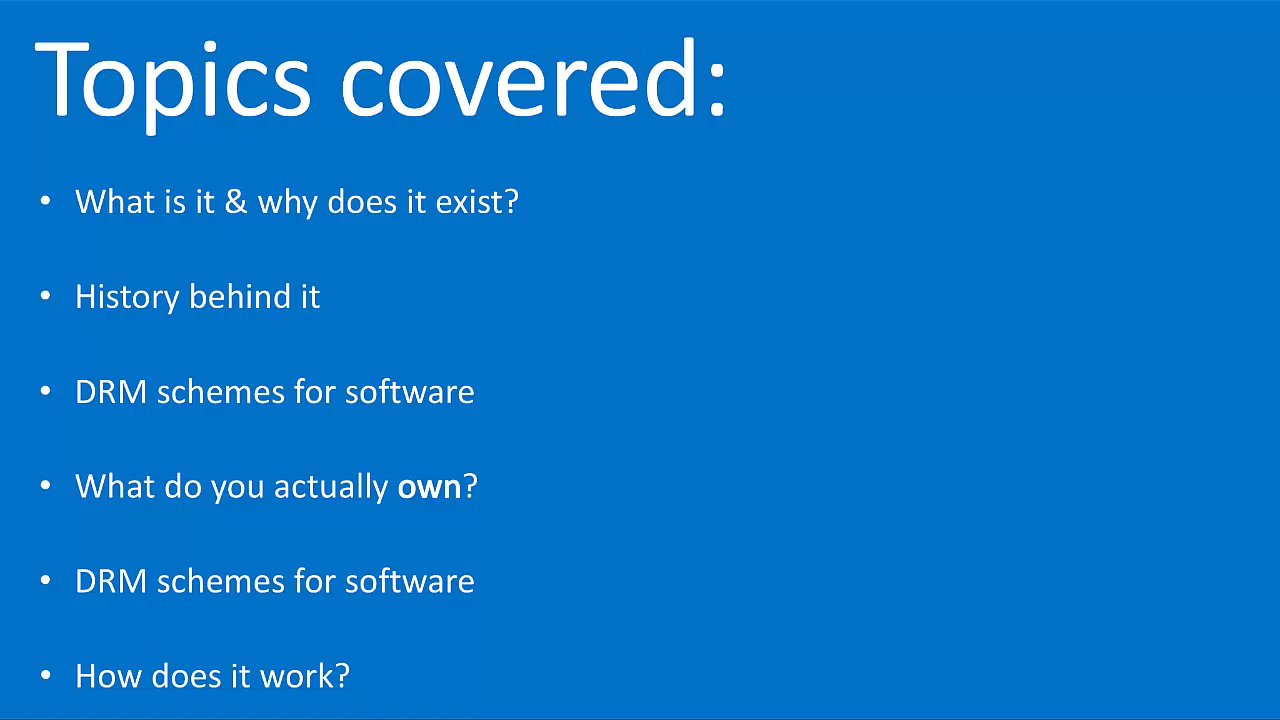 Topics covered:
• What is it & why does it exist?
• History behind it
• DRM schemes for software
• What do you actually own?
• DRM schemes for software
• How does it work?